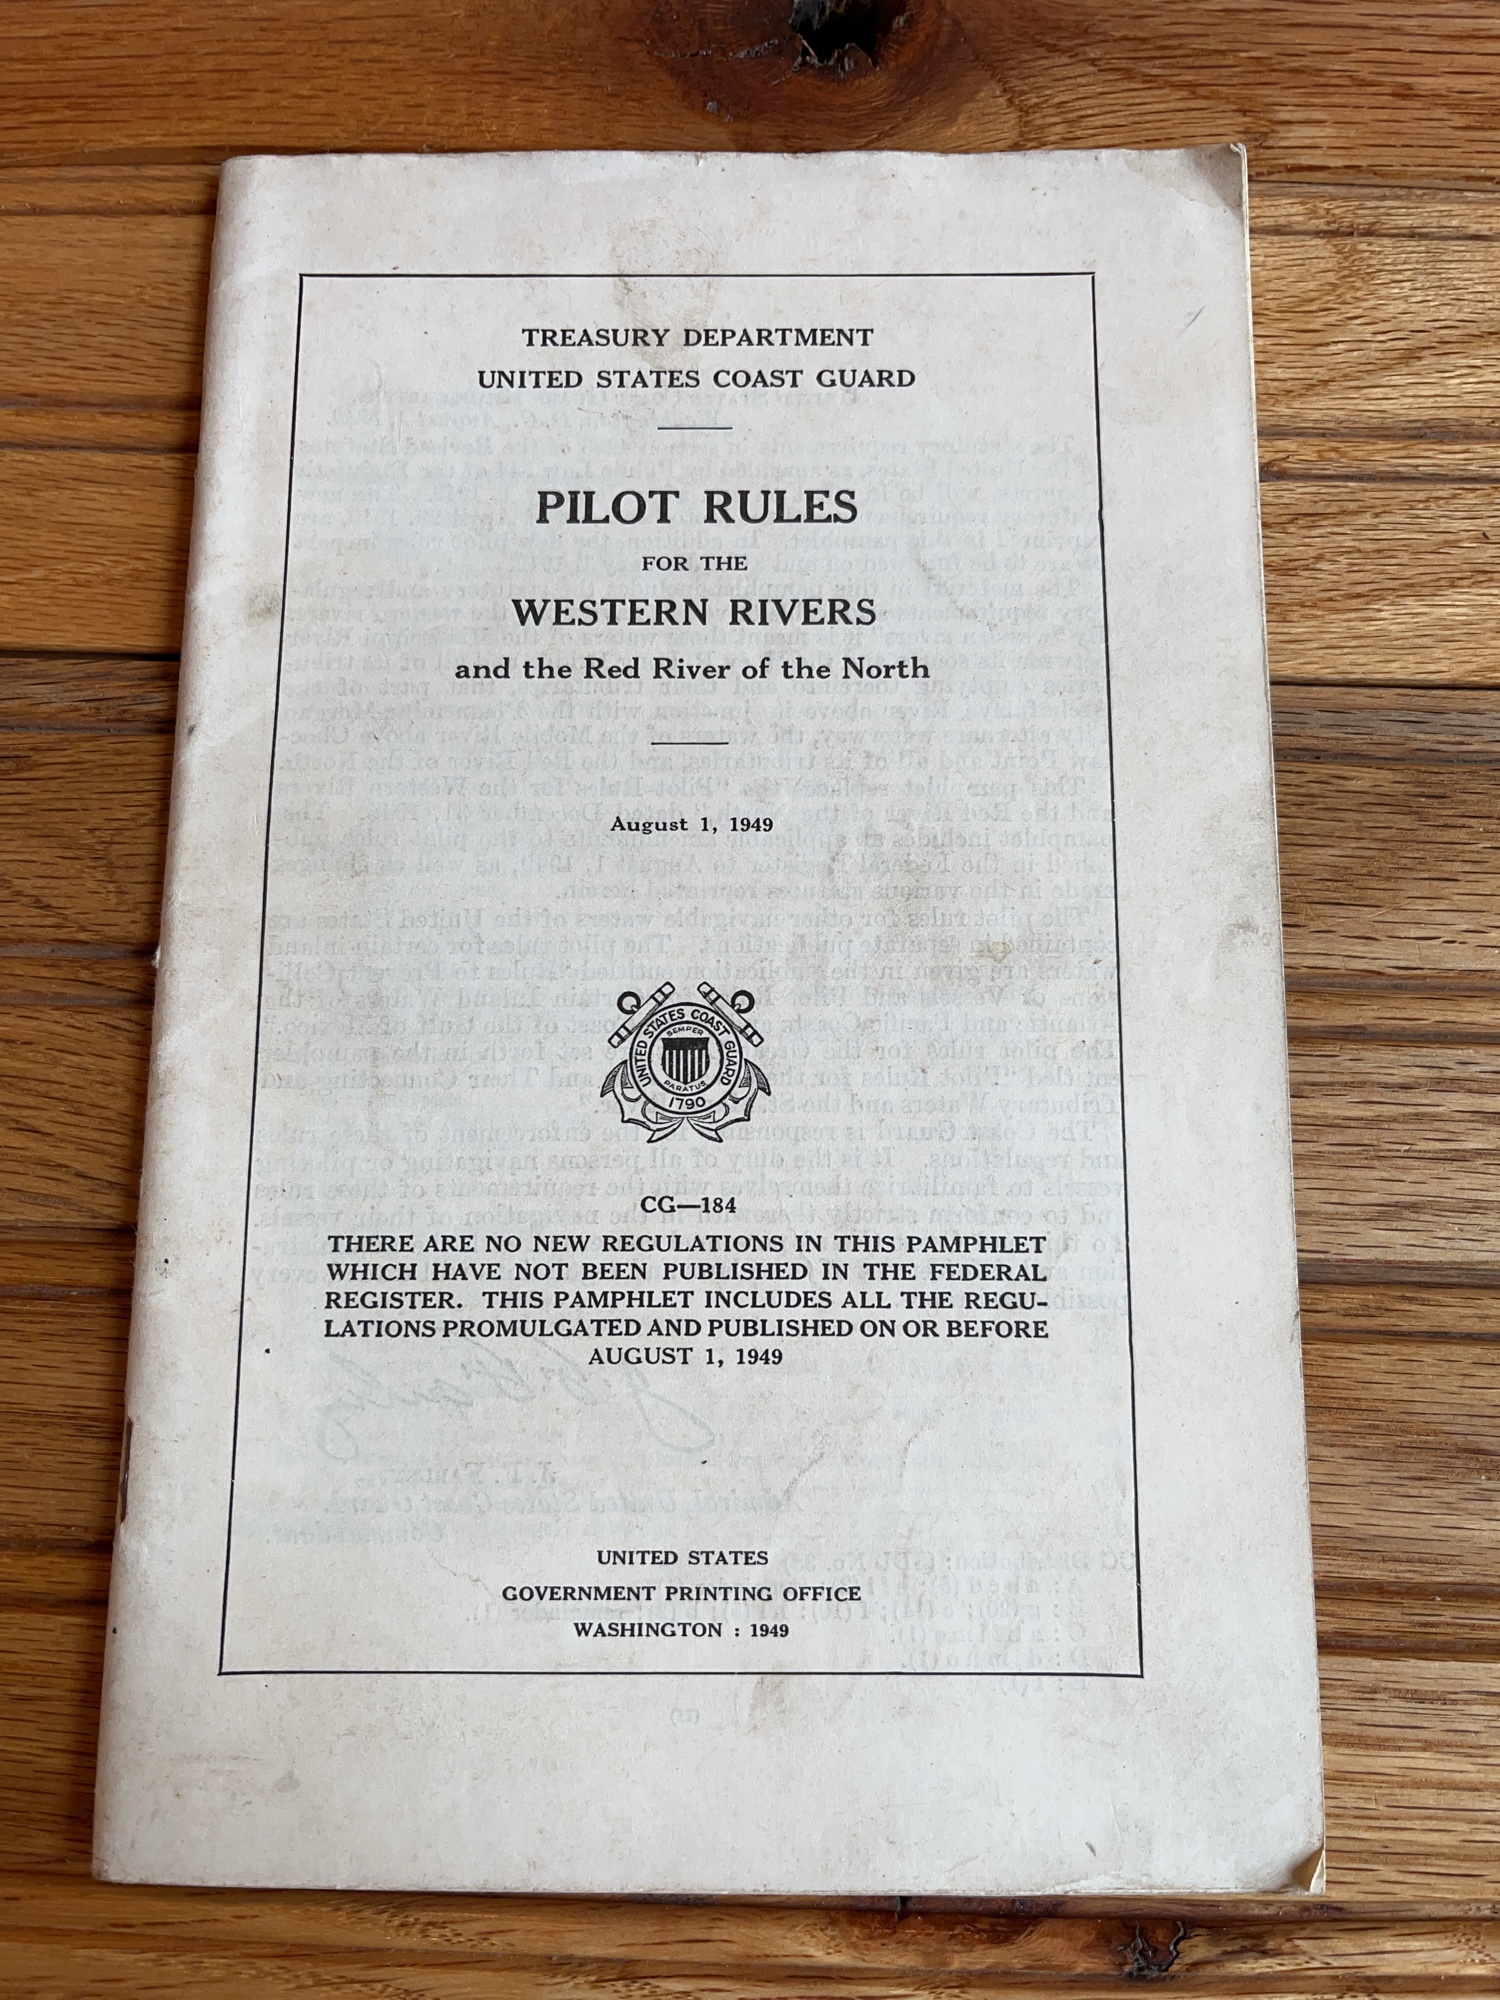 TREASURY DEPARTMENT
UNITED STATES COAST GUARD
PILOT RULES
FOR THE
WESTERN RIVERS
and the Red River of the North
August 1, 1949
UNITED STATES COAST GUARD
SEMPER
PARATUS
1790
CG—184
THERE ARE NO NEW REGULATIONS IN THIS PAMPHLET
WHICH HAVE NOT BEEN PUBLISHED IN THE FEDERAL
REGISTER. THIS PAMPHLET INCLUDES ALL THE REGU-
LATIONS PROMULGATED AND PUBLISHED ON OR BEFORE
AUGUST 1, 1949
UNITED STATES
GOVERNMENT PRINTING OFFICE
WASHINGTON : 1949